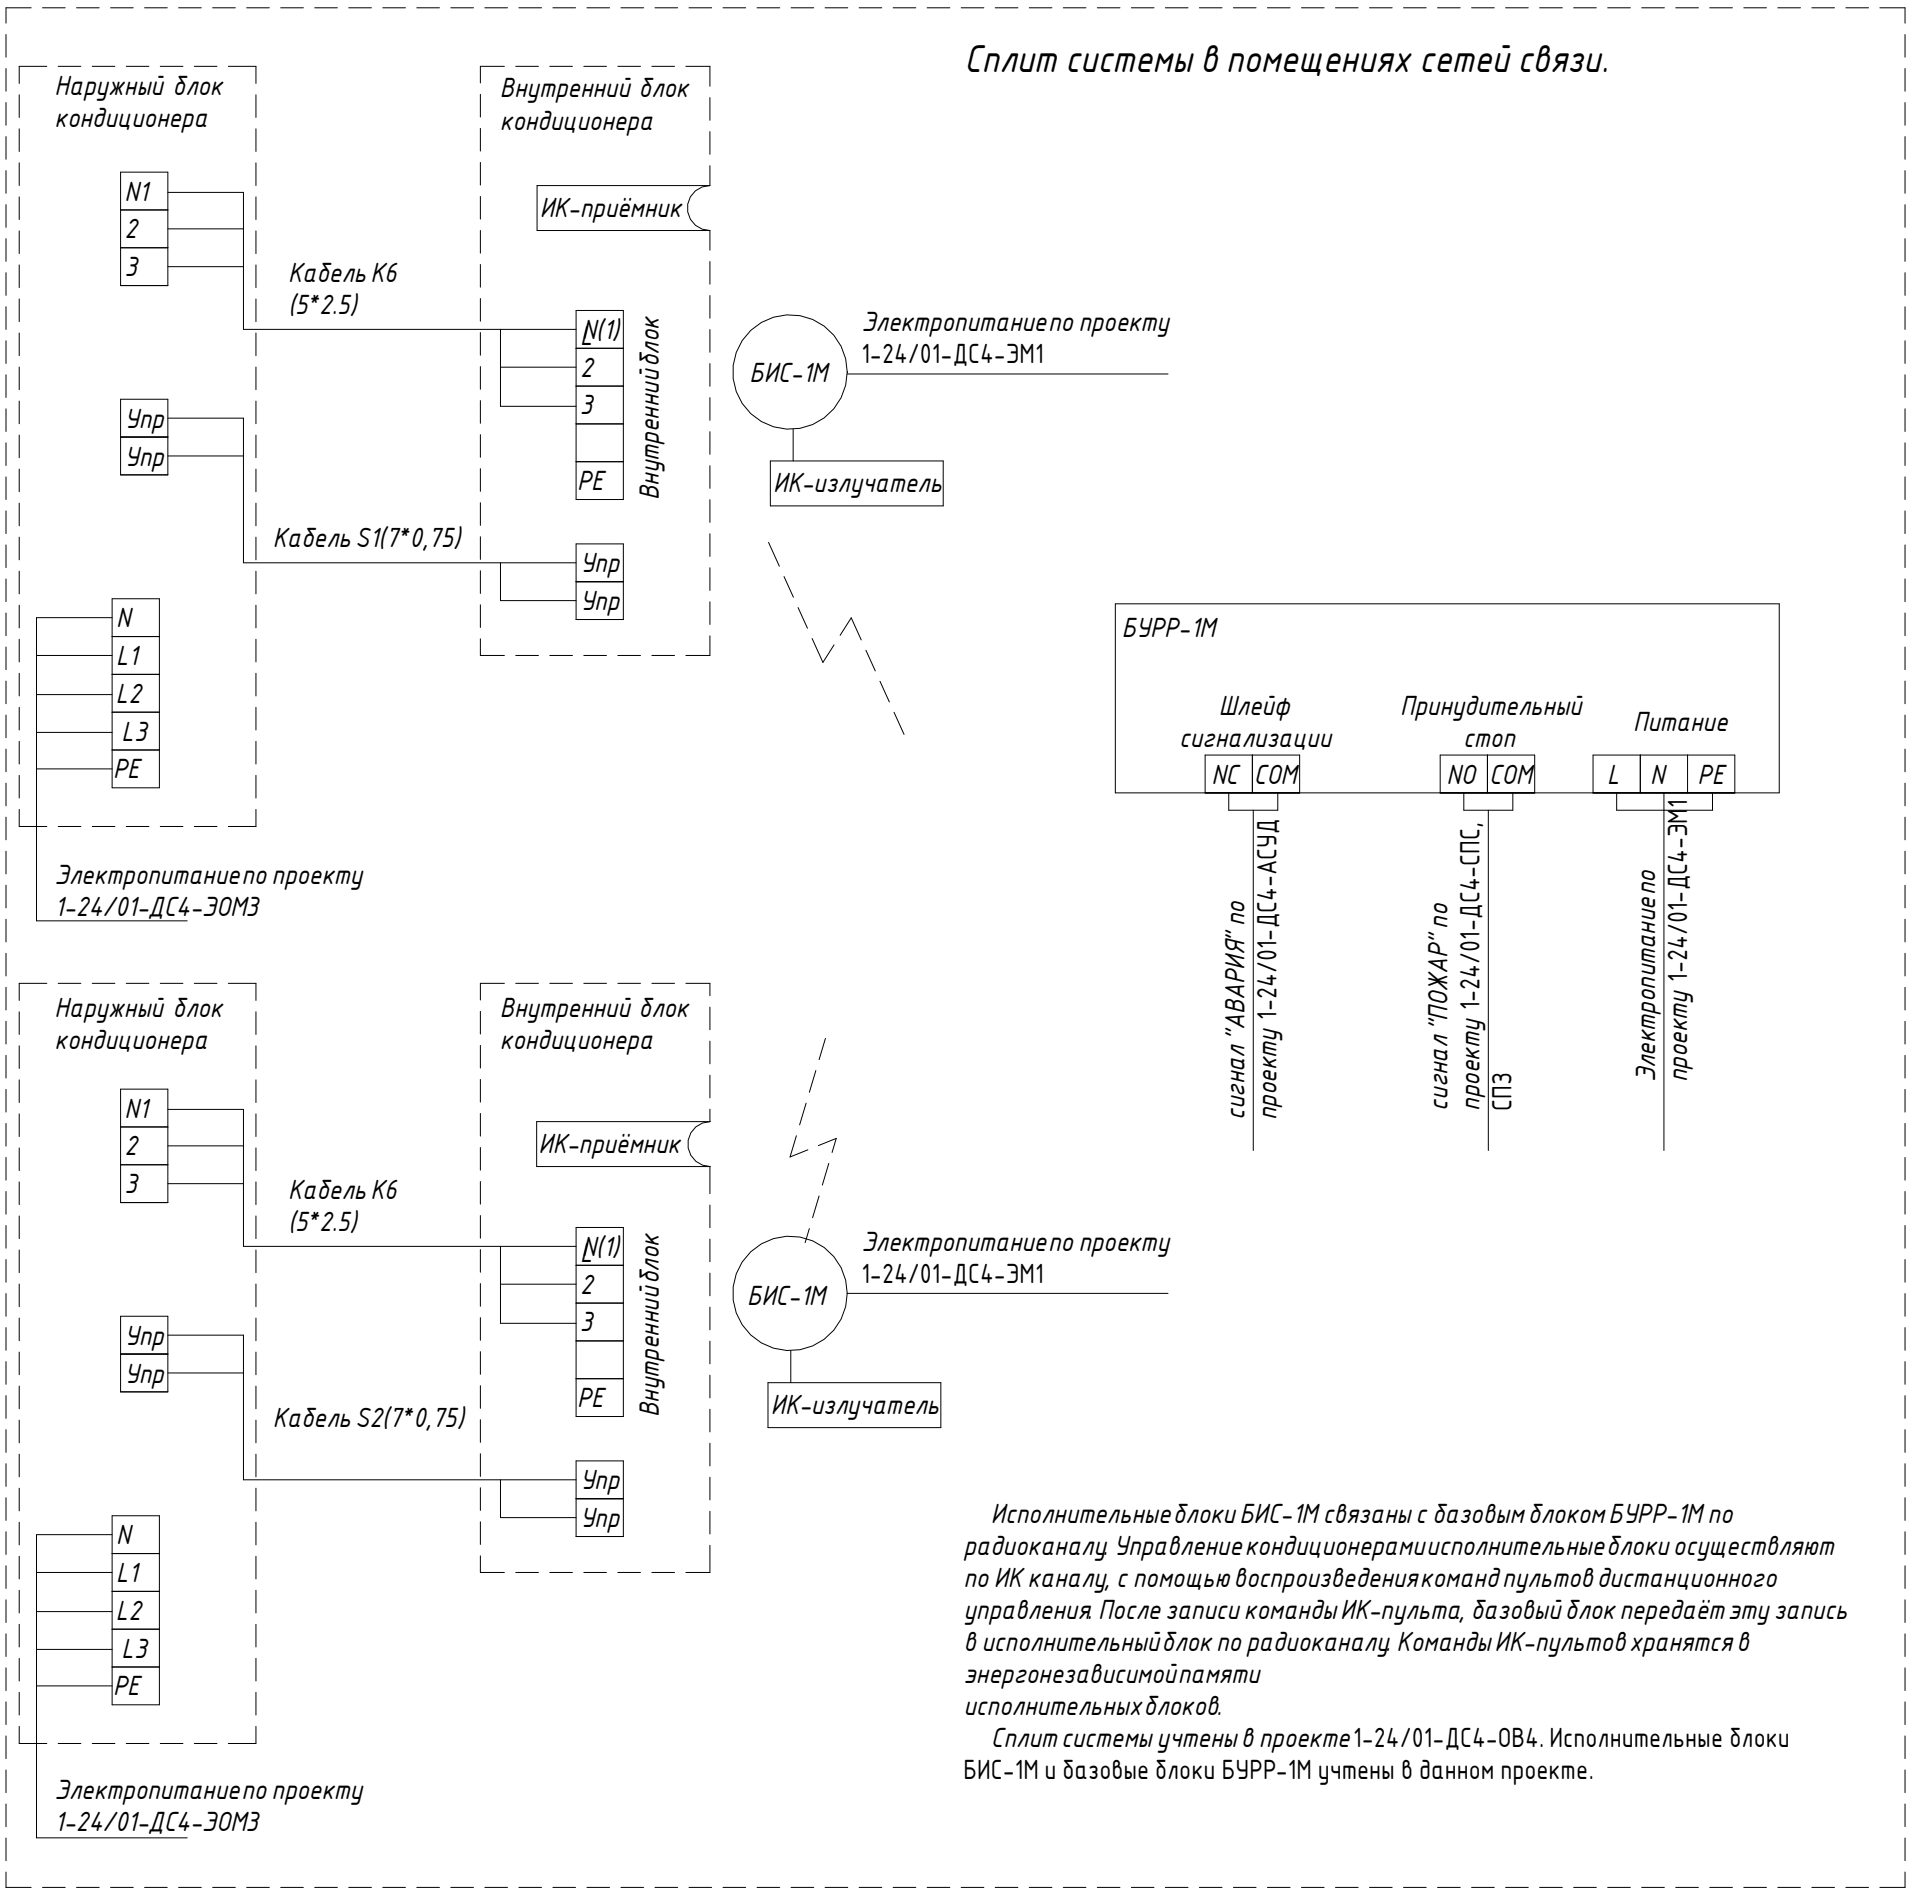 Сплит системы в помещениях сетей связи.
Наружный блок
кондиционера
N1
2
3
Упр
Упр
N
L1
L2
L3
PE
Электропитание по проекту
1-24/01-ДС4-ЭОМ3
Кабель К6
(5*2.5)
Кабель S1(7*0,75)
Внутренний блок
кондиционера
ИК-приёмник
N(1)
2
3
PE
Внутренний блок
Упр
Упр
БИС-1М
Электропитание по проекту
1-24/01-ДС4-ЭМ1
ИК-излучатель
БУРР-1М
Шлейф
сигнализации
NC COM
Принудительный
стоп
NO COM
Питание
L N PE
сигнал "АВАРИЯ" по
проекту 1-24/01-ДС4-АСУД
сигнал "ПОЖАР" по
проекту 1-24/01-ДС4-СПС,
СПЗ
Электропитание по
проекту 1-24/01-ДС4-ЭМ1
Наружный блок
кондиционера
N1
2
3
Упр
Упр
N
L1
L2
L3
PE
Электропитание по проекту
1-24/01-ДС4-ЭОМ3
Кабель К6
(5*2.5)
Кабель S2(7*0,75)
Внутренний блок
кондиционера
ИК-приёмник
N(1)
2
3
PE
Внутренний блок
Упр
Упр
БИС-1М
Электропитание по проекту
1-24/01-ДС4-ЭМ1
ИК-излучатель
Исполнительные блоки БИС-1М связаны с базовым блоком БУРР-1М по
радиоканалу. Управление кондиционерами исполнительные блоки осуществляют
по ИК каналу, с помощью воспроизведения команд пультов дистанционного
управления. После записи команды ИК-пульта, базовый блок передаёт эту запись
в исполнительный блок по радиоканалу. Команды ИК-пультов хранятся в
энергонезависимой памяти
исполнительных блоков.
Сплит системы учтены в проекте 1-24/01-ДС4-ОВ4. Исполнительные блоки
БИС-1М и базовые блоки БУРР-1М учтены в данном проекте.